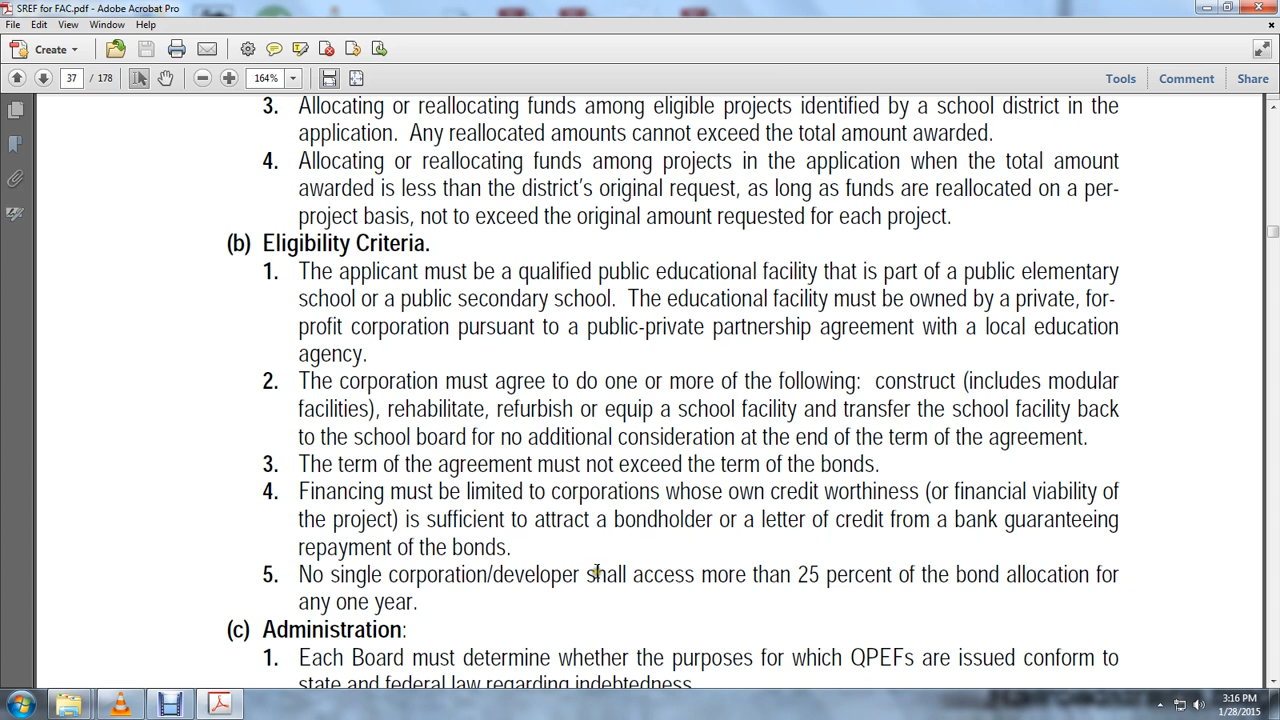 SREF for FAC.pdf - Adobe Acrobat Pro
File Edit View Window Help
Create
37 / 178 164% Tools Comment Share
3. Allocating or reallocating funds among eligible projects identified by a school district in the
application. Any reallocated amounts cannot exceed the total amount awarded.
4. Allocating or reallocating funds among projects in the application when the total amount
awarded is less than the district's original request, as long as funds are reallocated on a per-
project basis, not to exceed the original amount requested for each project.
(b) Eligibility Criteria.
1. The applicant must be a qualified public educational facility that is part of a public elementary
school or a public secondary school. The educational facility must be owned by a private, for-
profit corporation pursuant to a public-private partnership agreement with a local education
agency.
2. The corporation must agree to do one or more of the following: construct (includes modular
facilities), rehabilitate, refurbish or equip a school facility and transfer the school facility back
to the school board for no additional consideration at the end of the term of the agreement.
3. The term of the agreement must not exceed the term of the bonds.
4. Financing must be limited to corporations whose own credit worthiness (or financial viability of
the project) is sufficient to attract a bondholder or a letter of credit from a bank guaranteeing
repayment of the bonds.
5. No single corporation/developer shall access more than 25 percent of the bond allocation for
any one year.
(c) Administration:
1. Each Board must determine whether the purposes for which QPEFs are issued conform to
state and federal law regarding indebtedness.
3:16 PM
1/28/2015